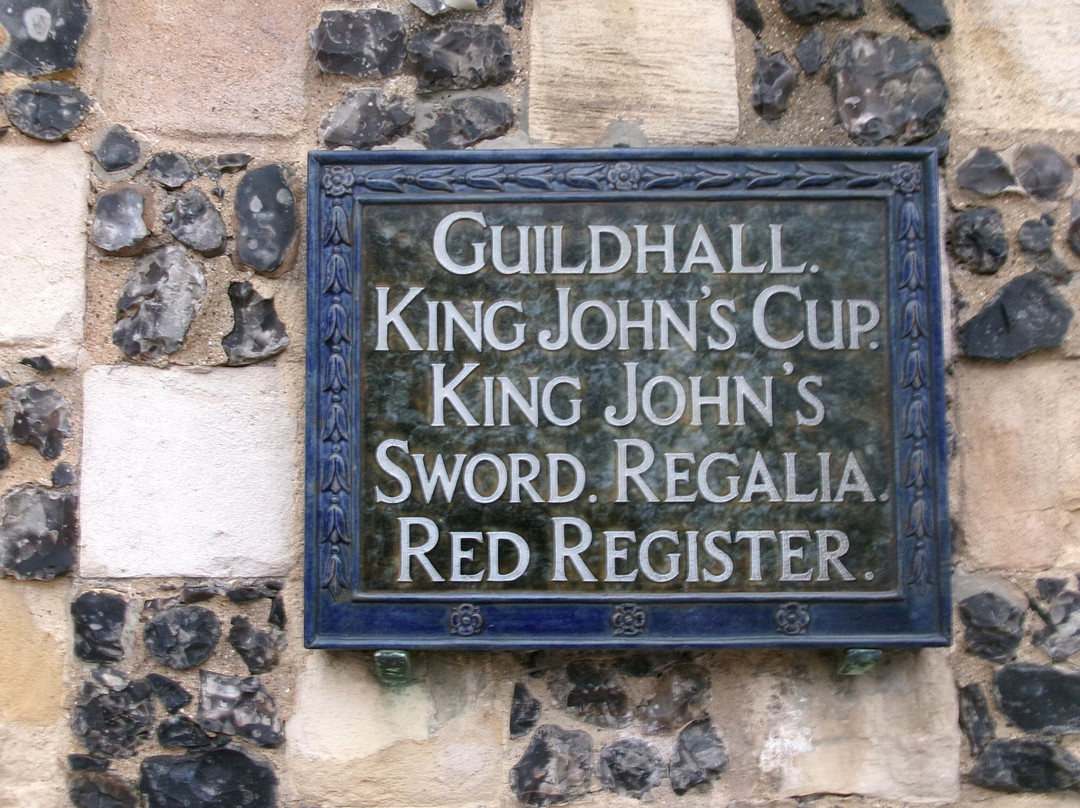 GUILDHALL.
KING JOHN'S CUP.
KING JOHN'S
SWORD. REGALIA.
RED REGISTER.